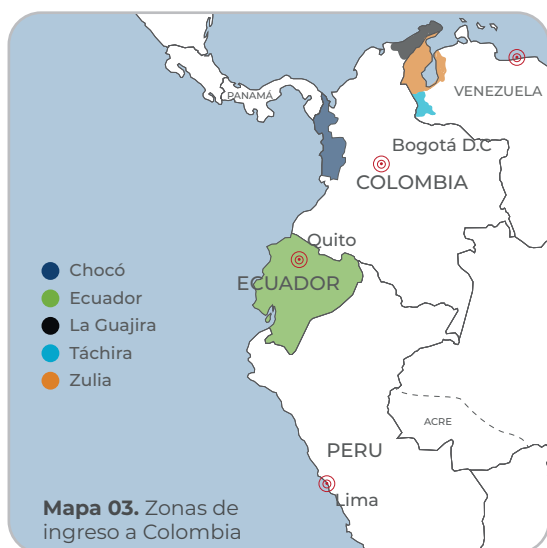 PANAMÁ
VENEZUELA
Bogotá D.C
COLOMBIA
Quito
ECUADOR
Chocó
Ecuador
La Guajira
Táchira
Zulia
ACRE
PERU
Lima
Mapa 03. Zonas de
ingreso a Colombia